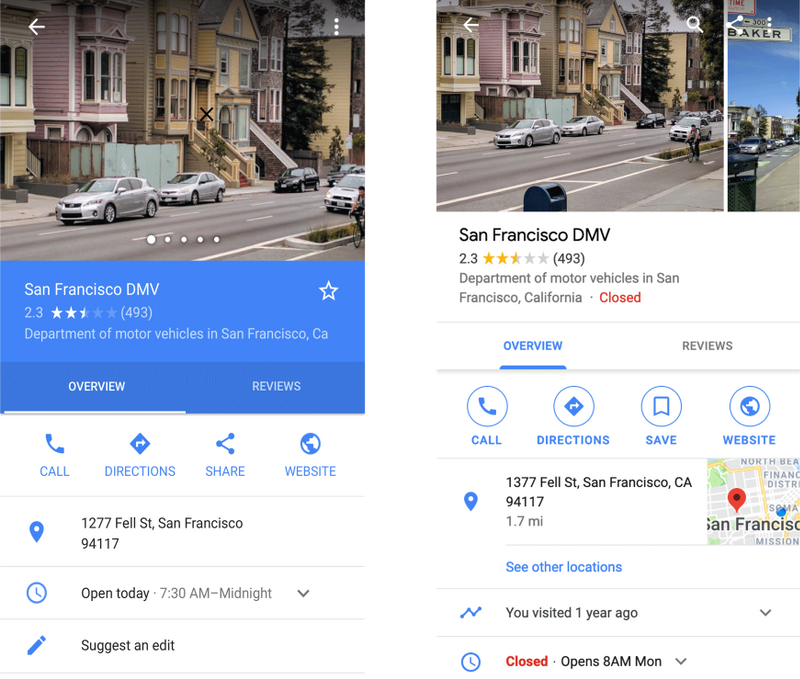 San Francisco DMV
2.3 (493)
Department of motor vehicles in San Francisco, Ca
OVERVIEW REVIEWS
CALL DIRECTIONS SHARE WEBSITE
1277 Fell St, San Francisco
94117
Open today · 7:30 AM–Midnight
Suggest an edit
TIME
300
BAKER
San Francisco DMV
2.3 (493)
Department of motor vehicles in San
Francisco, California · Closed
OVERVIEW REVIEWS
CALL DIRECTIONS SAVE WEBSITE
1377 Fell St, San Francisco, CA
94117
1.7 mi
NORTH BEA
FINANC
DISTRI
SOMA
San Francisc
MISSION
See other locations
You visited 1 year ago
Closed · Opens 8AM Mon